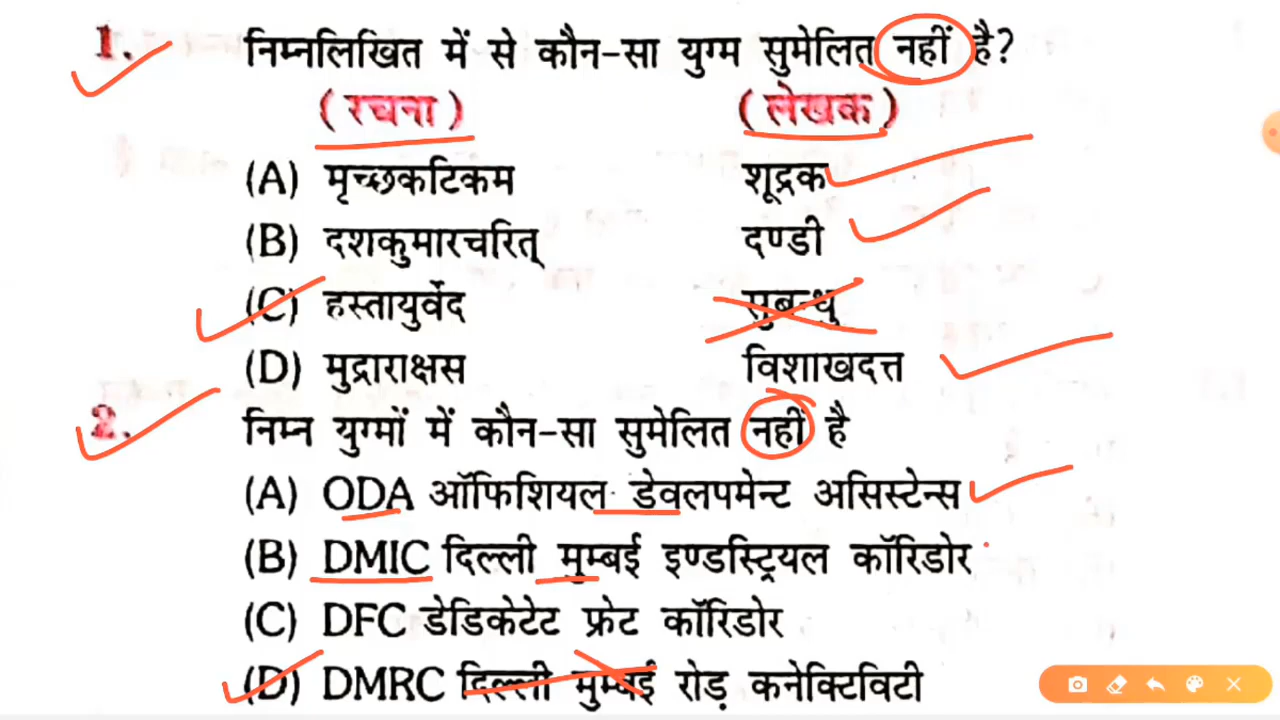 1. निम्नलिखित में से कौन-सा युग्म सुमेलित नहीं है?
(रचना) (लेखक)
(A) मृच्छकटिकम शूद्रक
(B) दशकुमारचरित् दण्डी
(C) हस्तायुर्वेद सुबन्धु
(D) मुद्राराक्षस विशाखदत्त
2. निम्न युग्मों में कौन-सा सुमेलित नहीं है
(A) ODA ऑफिशियल डेवलपमेन्ट असिस्टेन्स
(B) DMIC दिल्ली मुम्बई इण्डस्ट्रियल कॉरिडोर
(C) DFC डेडिकेटेट फ्रेट कॉरिडोर
(D) DMRC दिल्ली मुम्बई रोड़ कनेक्टिविटी